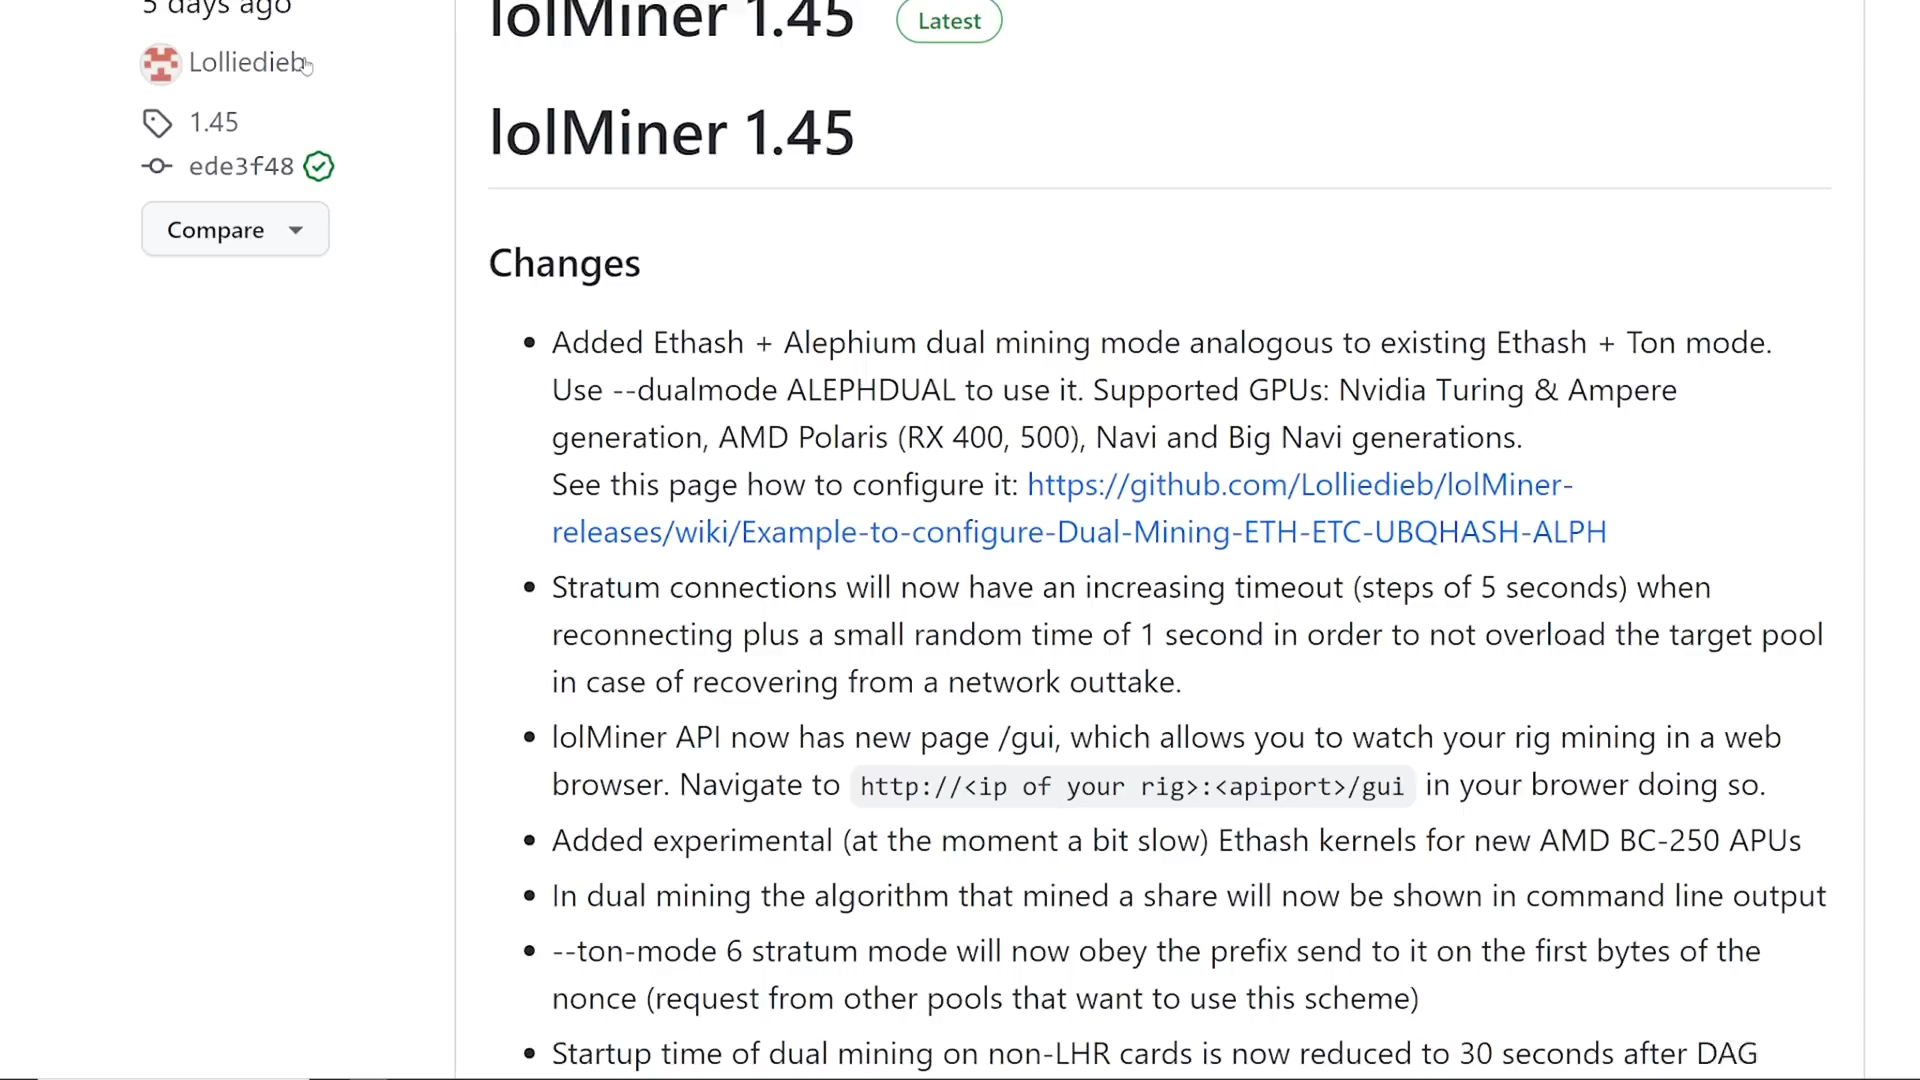 5 days ago
Lolliedieb
1.45
ede3f48
Compare
lolMiner 1.45 Latest
lolMiner 1.45
Changes
• Added Ethash + Alephium dual mining mode analogous to existing Ethash + Ton mode.
Use --dualmode ALEPHDUAL to use it. Supported GPUs: Nvidia Turing & Ampere
generation, AMD Polaris (RX 400, 500), Navi and Big Navi generations.
See this page how to configure it: https://github.com/Lolliedieb/lolMiner-
releases/wiki/Example-to-configure-Dual-Mining-ETH-ETC-UBQHASH-ALPH
• Stratum connections will now have an increasing timeout (steps of 5 seconds) when
reconnecting plus a small random time of 1 second in order to not overload the target pool
in case of recovering from a network outtake.
• lolMiner API now has new page /gui, which allows you to watch your rig mining in a web
browser. Navigate to http://<ip of your rig>:<apiport>/gui in your brower doing so.
• Added experimental (at the moment a bit slow) Ethash kernels for new AMD BC-250 APUs
• In dual mining the algorithm that mined a share will now be shown in command line output
• --ton-mode 6 stratum mode will now obey the prefix send to it on the first bytes of the
nonce (request from other pools that want to use this scheme)
• Startup time of dual mining on non-LHR cards is now reduced to 30 seconds after DAG